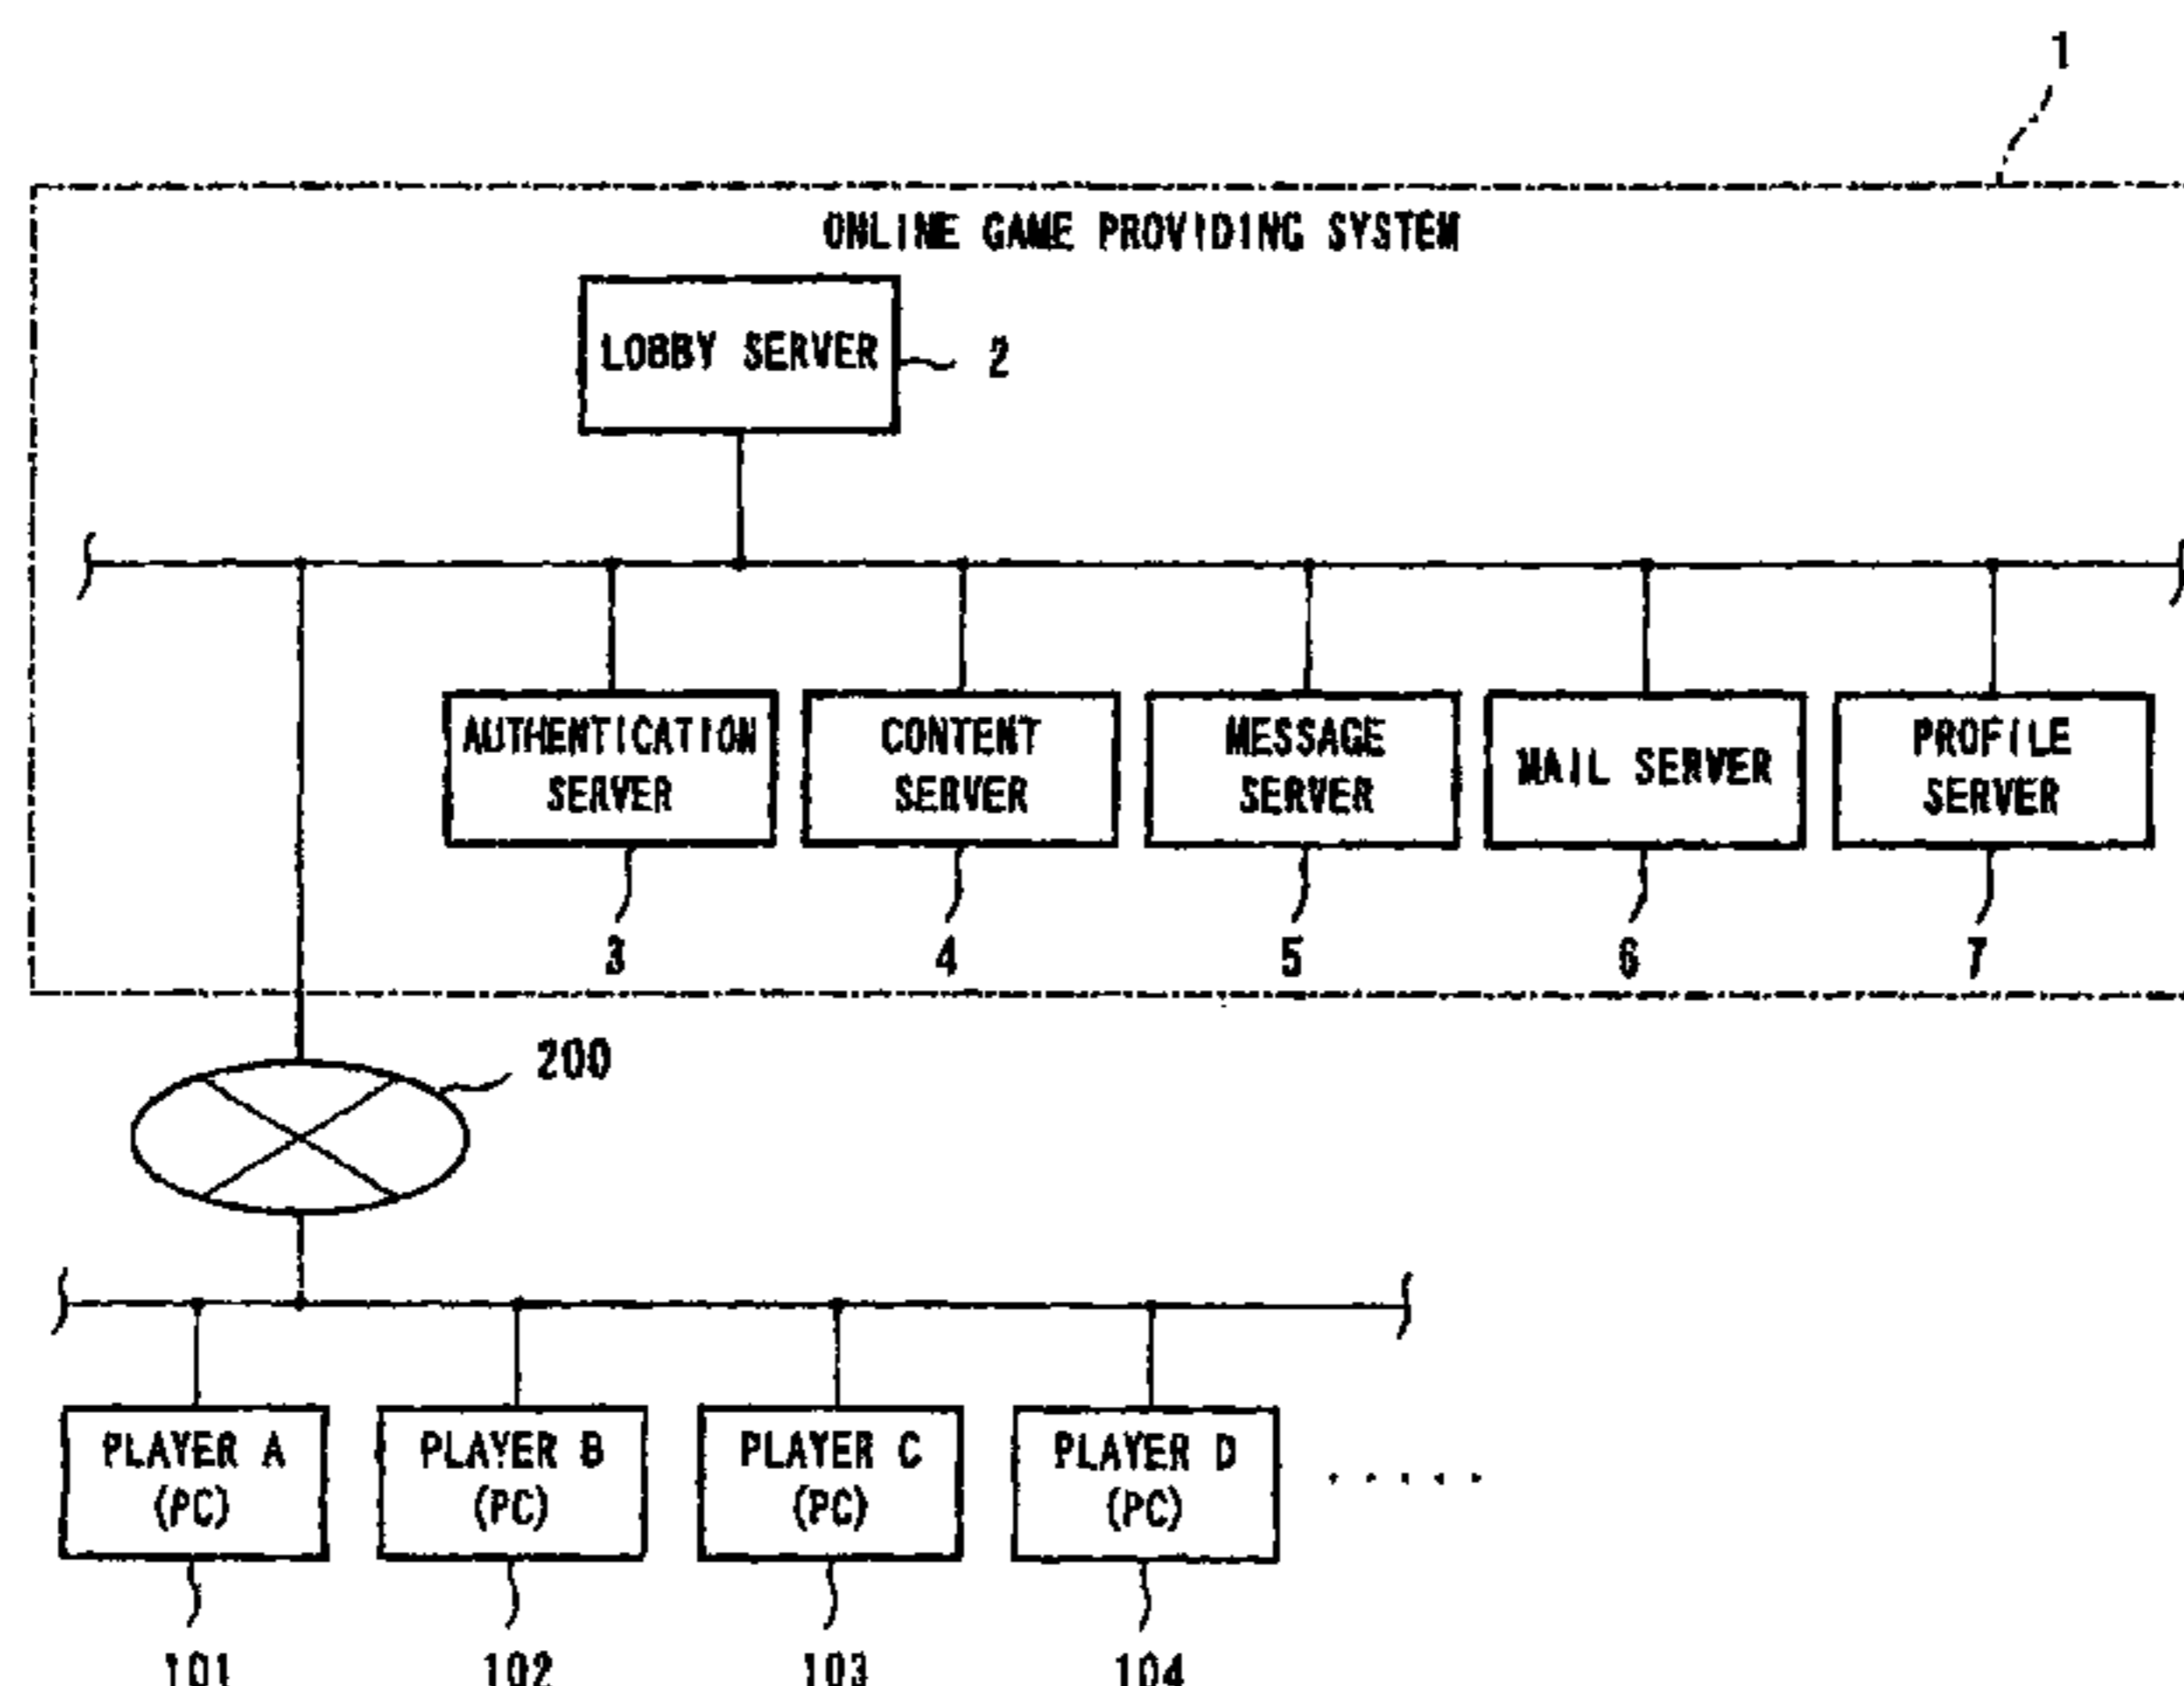 1
ONLINE GAME PROVIDING SYSTEM
LOBBY SERVER
2
AUTHENTICATION
SERVER
CONTENT
SERVER
MESSAGE
SERVER
MAIL SERVER
PROFILE
SERVER
3
4
5
6
7
200
PLAYER A
(PC)
PLAYER B
(PC)
PLAYER C
(PC)
PLAYER D
(PC)
.....
101
102
103
104